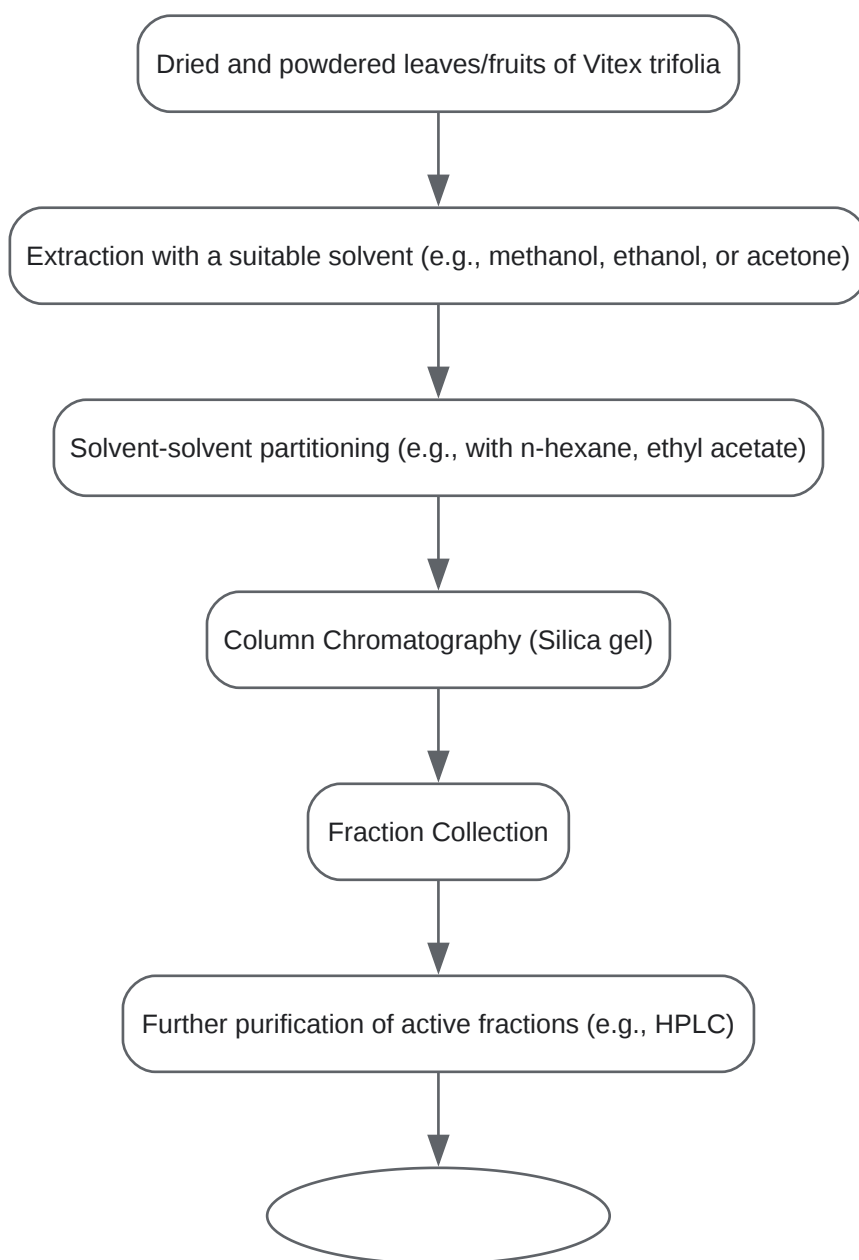 Dried and powdered leaves/fruits of Vitex trifolia
Extraction with a suitable solvent (e.g., methanol, ethanol, or acetone)
Solvent-solvent partitioning (e.g., with n-hexane, ethyl acetate)
Column Chromatography (Silica gel)
Fraction Collection
Further purification of active fractions (e.g., HPLC)